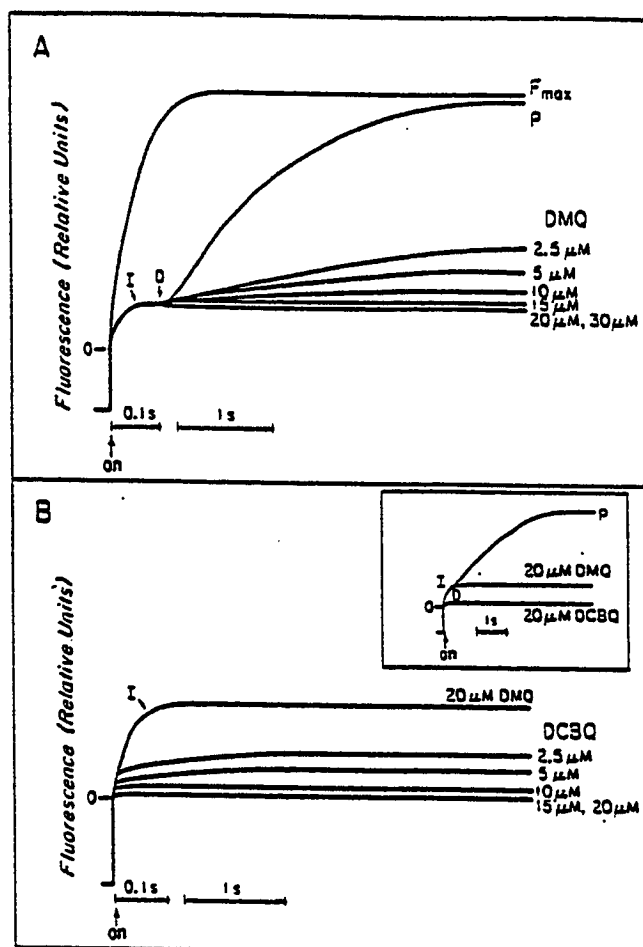 A
Fluorescence (Relative Units)
Fmax
P
DMQ
2.5 μM
5 μM
10 μM
15 μM
20 μM, 30 μM
I
D
O
0.1 s
1 s
on
B
Fluorescence (Relative Units)
P
I
20 μM DMQ
D
O
20 μM DCBQ
1 s
on
I
20 μM DMQ
DCBQ
2.5 μM
5 μM
10 μM
15 μM, 20 μM
O
0.1 s
1 s
on